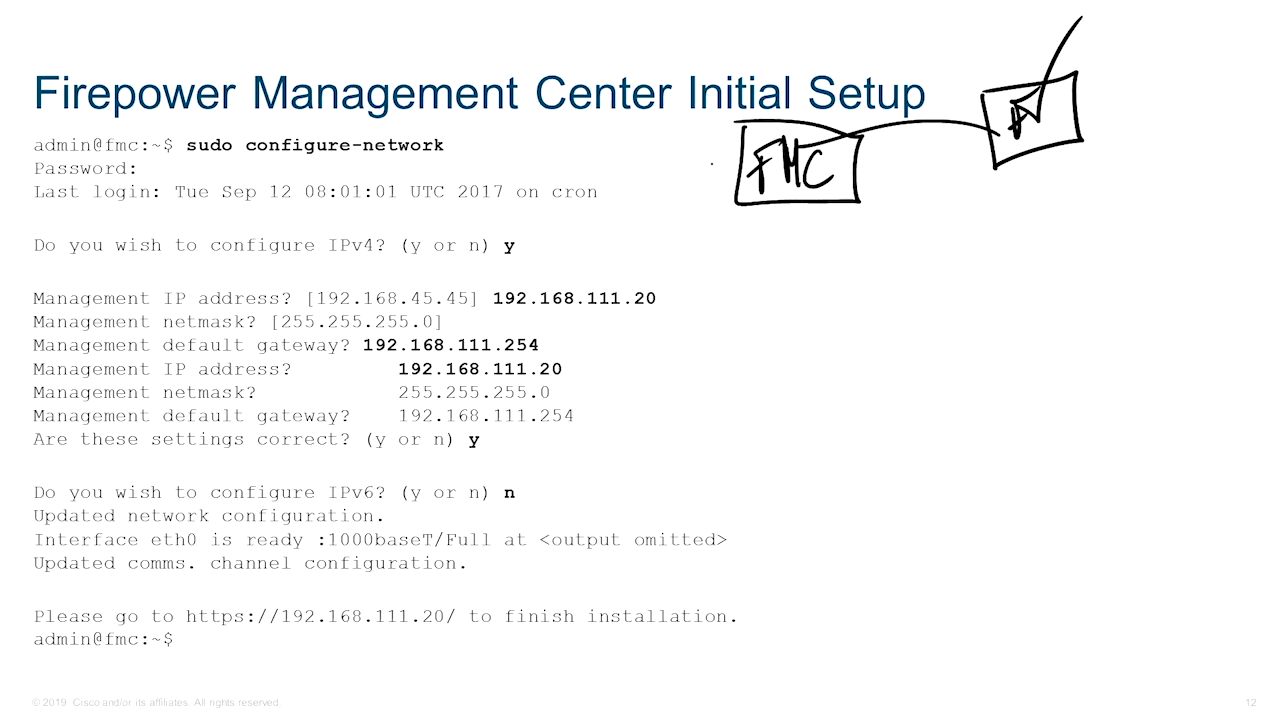 Firepower Management Center Initial Setup
FMC
admin@fmc:~$ sudo configure-network
Password:
Last login: Tue Sep 12 08:01:01 UTC 2017 on cron
Do you wish to configure IPv4? (y or n) y
Management IP address? [192.168.45.45] 192.168.111.20
Management netmask? [255.255.255.0]
Management default gateway? 192.168.111.254
Management IP address? 192.168.111.20
Management netmask? 255.255.255.0
Management default gateway? 192.168.111.254
Are these settings correct? (y or n) y
Do you wish to configure IPv6? (y or n) n
Updated network configuration.
Interface eth0 is ready :1000baseT/Full at <output omitted>
Updated comms. channel configuration.
Please go to https://192.168.111.20/ to finish installation.
admin@fmc:~$
© 2019 Cisco and/or its affiliates. All rights reserved.
12